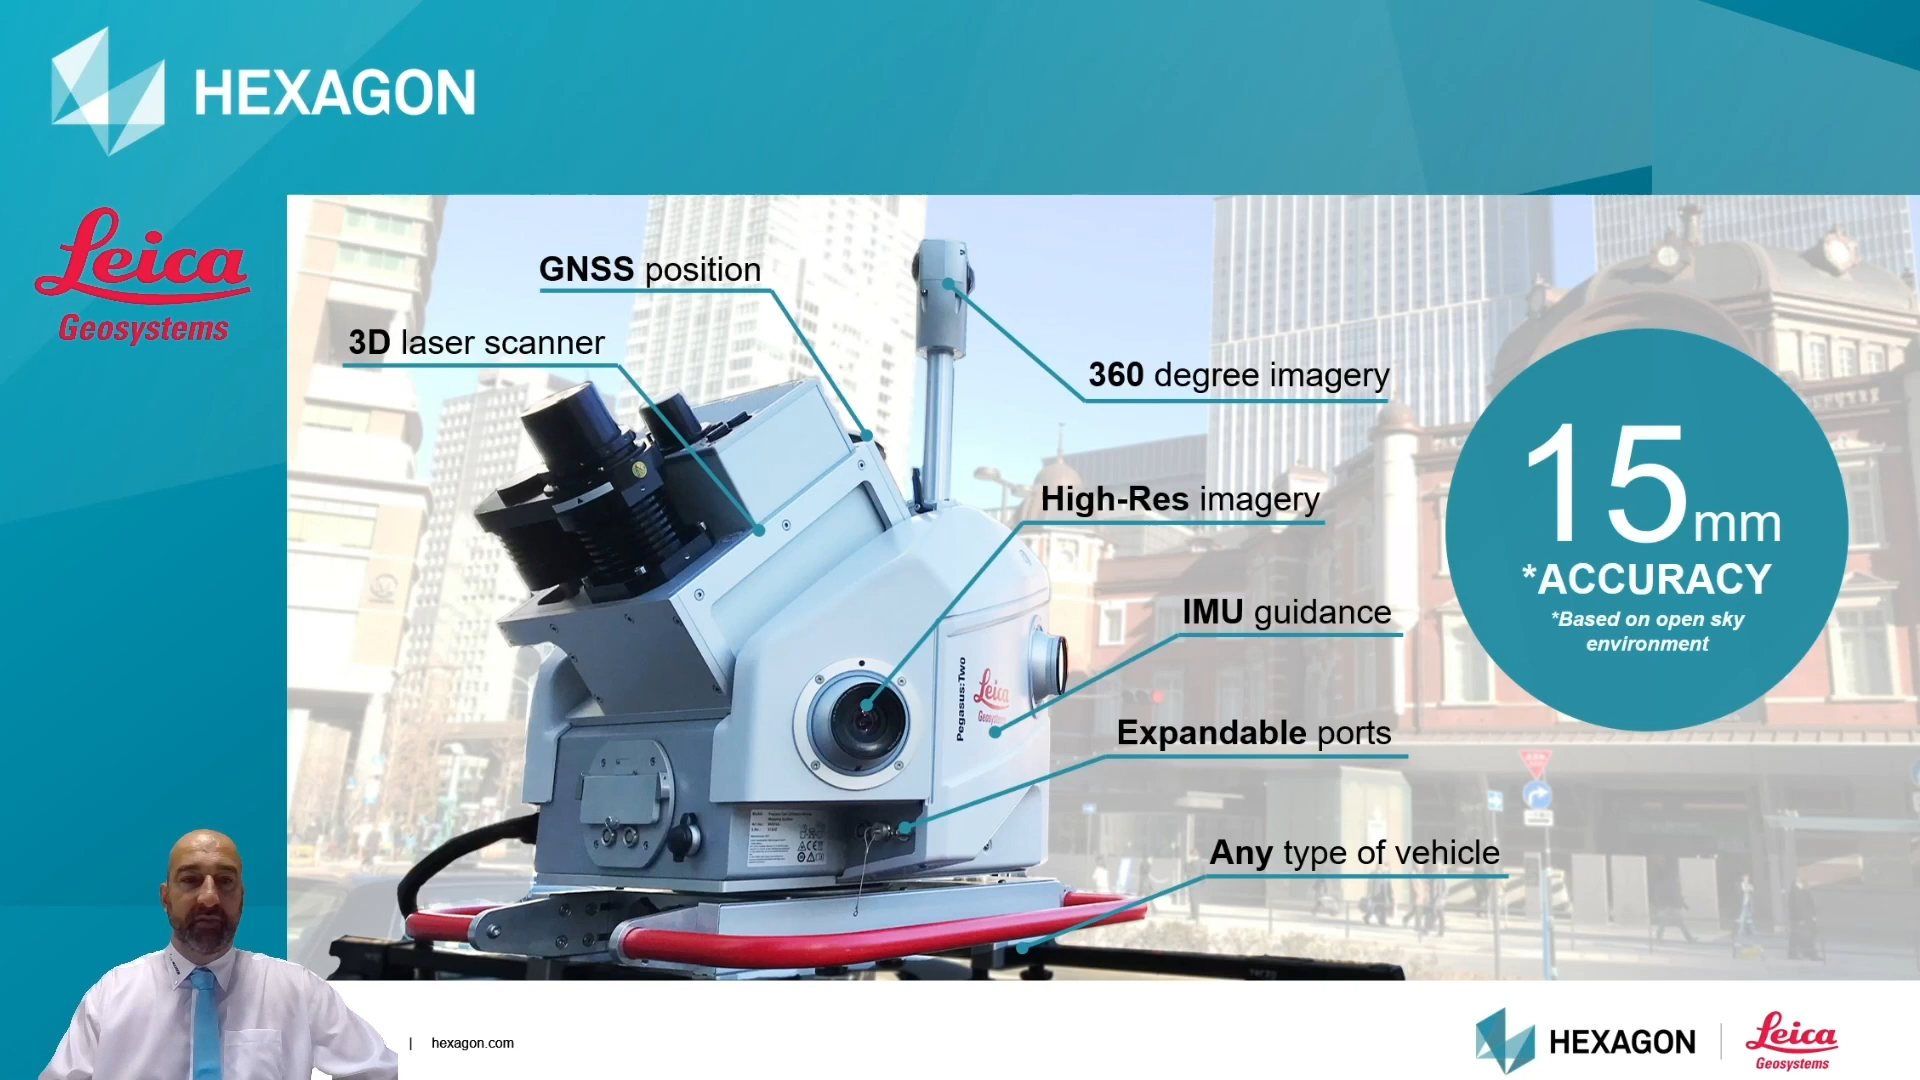 HEXAGON
Leica
Geosystems
GNSS position
3D laser scanner
360 degree imagery
High-Res imagery
15mm
*ACCURACY
*Based on open sky
environment
IMU guidance
Pegasus:Two
Leica
Expandable ports
Any type of vehicle
| hexagon.com
HEXAGON
Leica
Geosystems